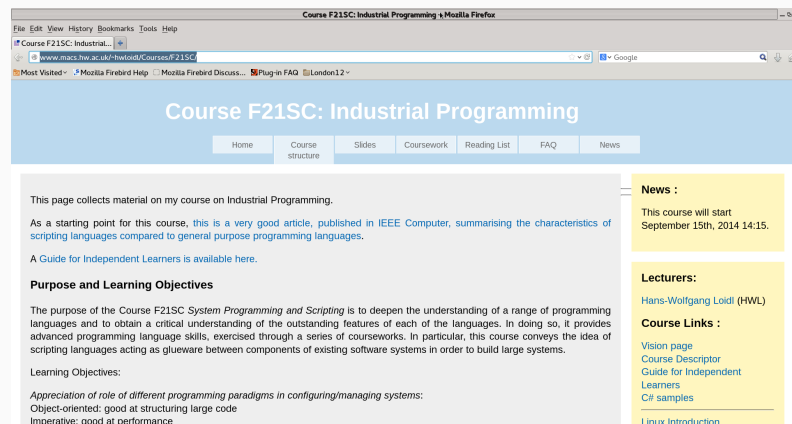 Course F21SC: Industrial Programming - Mozilla Firefox
File Edit View History Bookmarks Tools Help
Course F21SC: Industrial...
www.macs.hw.ac.uk/~hwloidl/Courses/F21SC/
Google
Most Visited Mozilla Firebird Help Mozilla Firebird Discuss... Plug-in FAQ London12
Course F21SC: Industrial Programming
Home Course structure Slides Coursework Reading List FAQ News
This page collects material on my course on Industrial Programming.
As a starting point for this course, this is a very good article, published in IEEE Computer, summarising the characteristics of
scripting languages compared to general purpose programming languages.
A Guide for Independent Learners is available here.
Purpose and Learning Objectives
The purpose of the Course F21SC System Programming and Scripting is to deepen the understanding of a range of programming
languages and to obtain a critical understanding of the outstanding features of each of the languages. In doing so, it provides
advanced programming language skills, exercised through a series of courseworks. In particular, this course conveys the idea of
scripting languages acting as glueware between components of existing software systems in order to build large systems.
Learning Objectives:
Appreciation of role of different programming paradigms in configuring/managing systems:
Object-oriented: good at structuring large code
Imperative: good at performance
News :
This course will start
September 15th, 2014 14:15.
Lecturers:
Hans-Wolfgang Loidl (HWL)
Course Links :
Vision page
Course Descriptor
Guide for Independent
Learners
C# samples
Linux Introduction